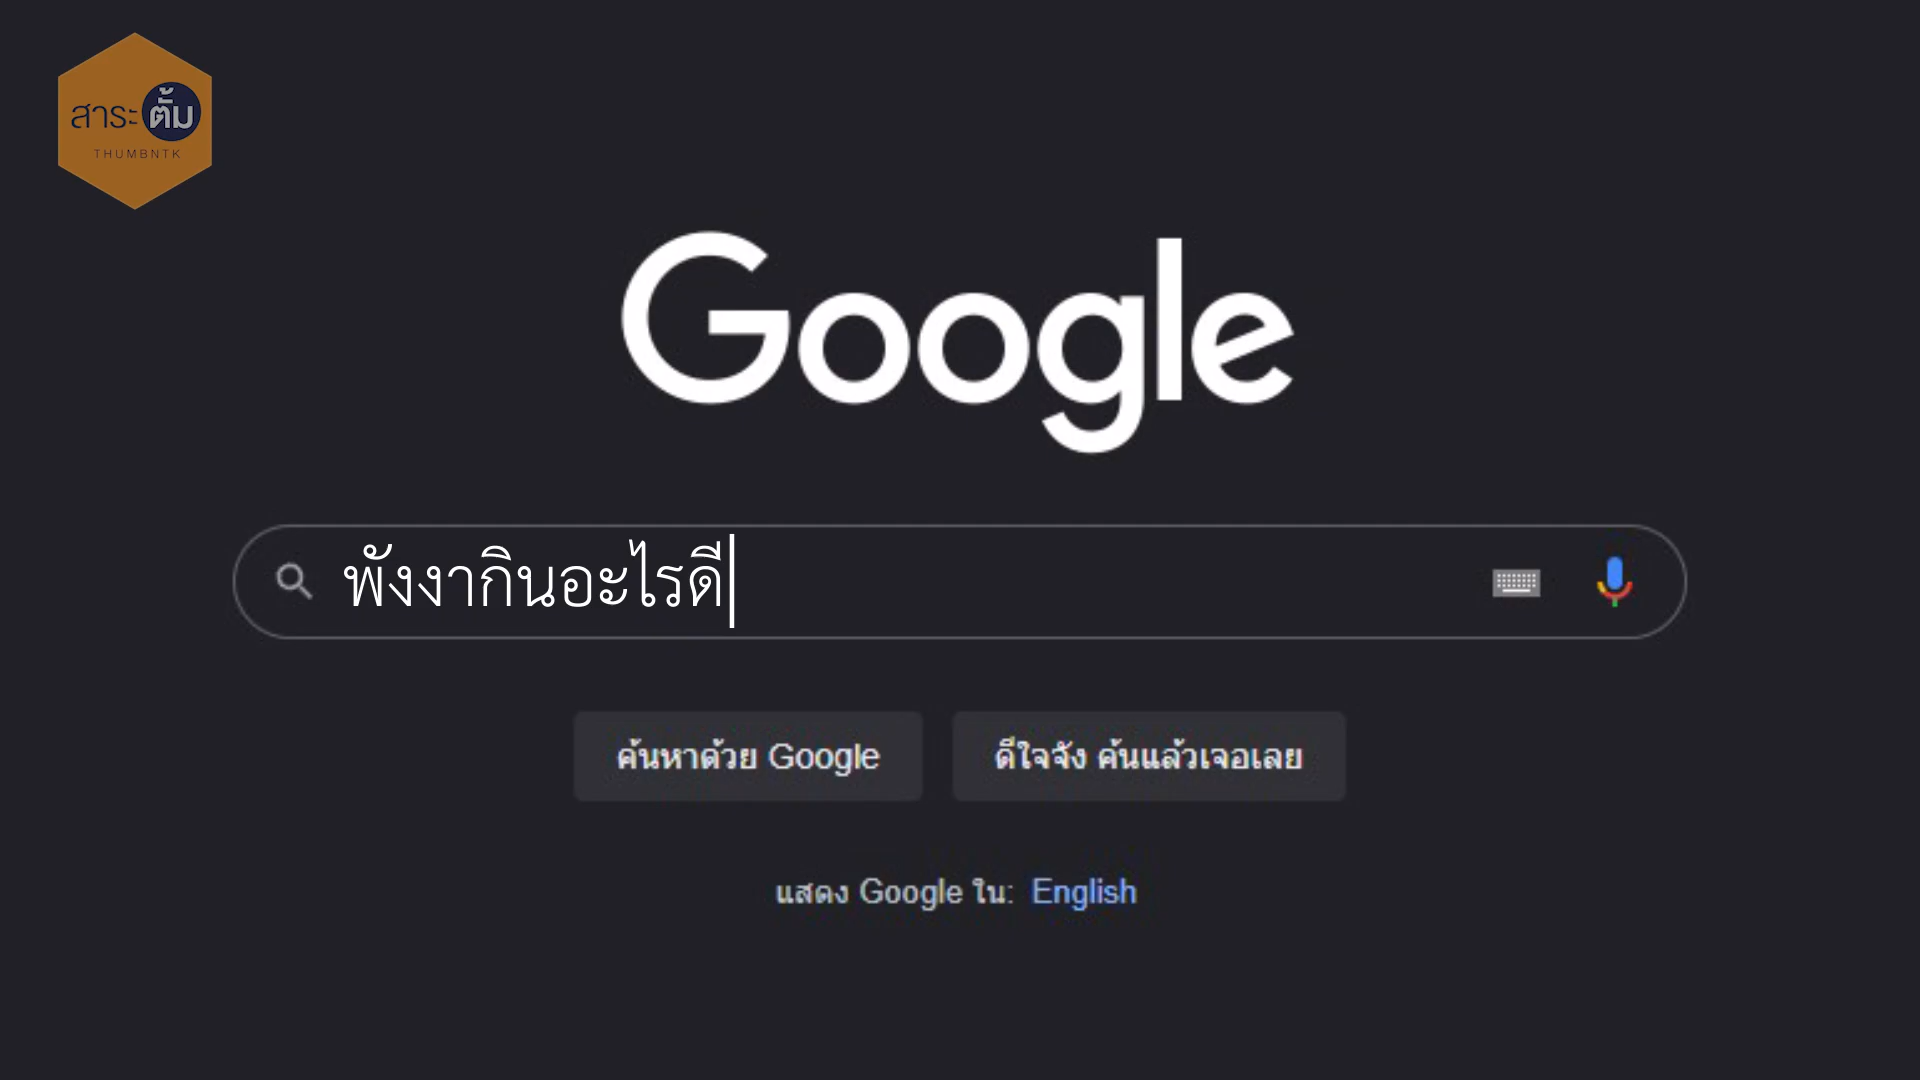 สาระตั้ม
THUMBNTK
Google
พังงากินอะไรดี
ค้นหาด้วย Google
ดีใจจัง ค้นแล้วเจอเลย
แสดง Google ใน: English